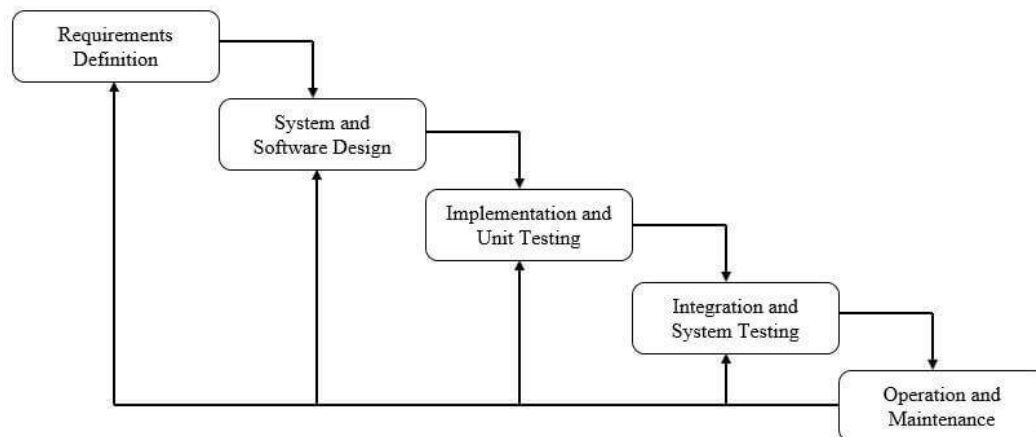 Requirements
Definition
System and
Software Design
Implementation and
Unit Testing
Integration and
System Testing
Operation and
Maintenance